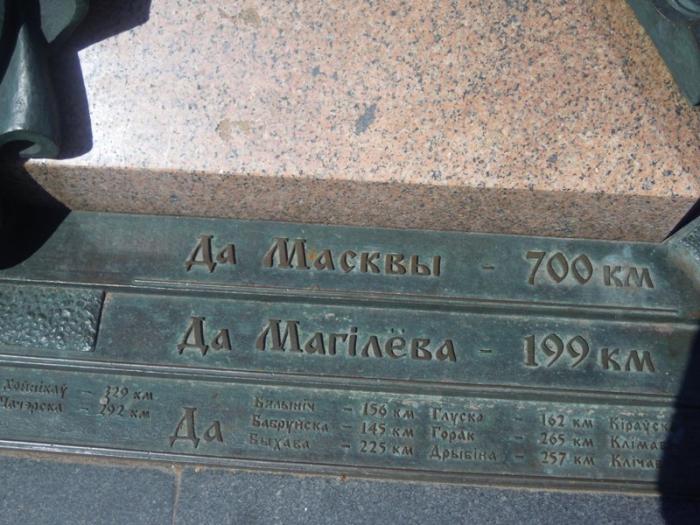 Да Масквы - 700 км
Да Магілёва - 199 км
Хойнікаў - 329 км
Чачэрска - 292 км
Да
Бялыніч - 156 км
Бабруйска - 145 км
Быхава - 225 км
Глуска - 162 км
Горак - 265 км
Дрыбіна - 257 км